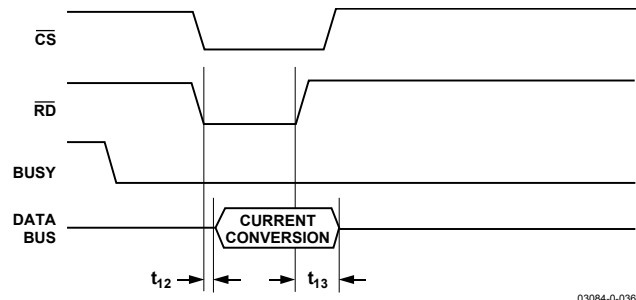 CS
RD
BUSY
DATA
BUS
CURRENT
CONVERSION
t12
t13
03084-0-036